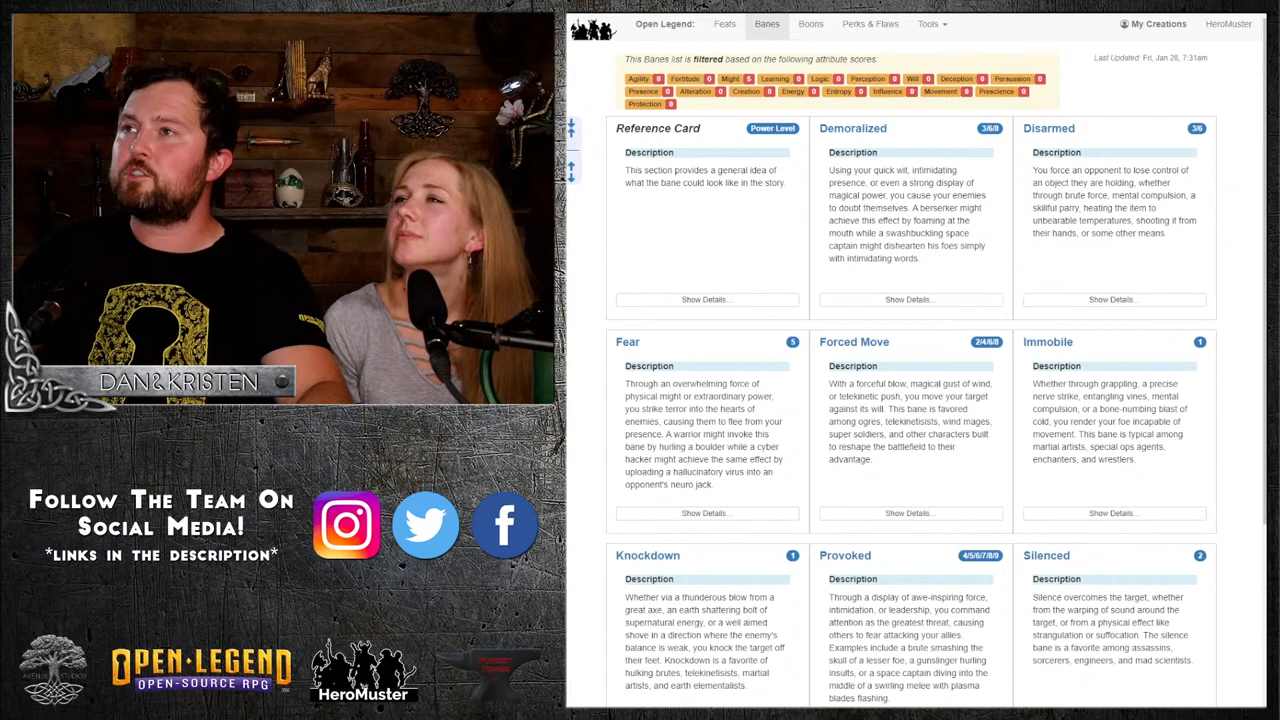 Open Legend: Feats Banes Boons Perks & Flaws Tools My Creations HeroMuster
This Banes list is filtered based on the following attribute scores:
Last Updated: Fri, Jan 28, 7:31am
Agility 0 Fortitude 0 Might 5 Learning 0 Logic 0 Perception 0 Will 0 Deception 0 Persuasion 0
Presence 0 Alteration 0 Creation 0 Energy 0 Entropy 0 Influence 0 Movement 0 Prescience 0
Protection 0
Reference Card Power Level
Description
This section provides a general idea of
what the bane could look like in the story.
Show Details...
Demoralized 3/6/8
Description
Using your quick wit, intimidating
presence, or even a strong display of
magical power, you cause your enemies
to doubt themselves. A berserker might
achieve this effect by foaming at the
mouth while a swashbuckling space
captain might dishearten his foes simply
with intimidating words.
Show Details...
Disarmed 3/6
Description
You force an opponent to lose control of
an object they are holding, whether
through brute force, mental compulsion, a
skillful parry, heating the item to
unbearable temperatures, shooting it from
their hands, or some other means.
Show Details...
Fear 5
Description
Through an overwhelming force of
physical might or extraordinary power,
you strike terror into the hearts of
enemies, causing them to flee from your
presence. A warrior might invoke this
bane by hurling a boulder while a cyber
hacker might achieve the same effect by
uploading a hallucinatory virus into an
opponent's neuro jack.
Show Details...
Forced Move 2/4/6/8
Description
With a forceful blow, magical gust of wind,
or telekinetic push, you move your target
against its will. This bane is favored
among ogres, telekinetisists, wind mages,
super soldiers, and other characters built
to reshape the battlefield to their
advantage.
Show Details...
Immobile 1
Description
Whether through grappling, a precise
nerve strike, entangling vines, mental
compulsion, or a bone-numbing blast of
cold, you render your foe incapable of
movement. This bane is typical among
martial artists, special ops agents,
enchanters, and wrestlers.
Show Details...
Knockdown 1
Description
Whether via a thunderous blow from a
great axe, an earth shattering bolt of
supernatural energy, or a well aimed
shove in a direction where the enemy's
balance is weak, you knock the target off
their feet. Knockdown is a favorite of
hulking brutes, telekinetisists, martial
artists, and earth elementalists.
Provoked 4/5/6/7/8/9
Description
Through a display of awe-inspiring force,
intimidation, or leadership, you command
attention as the greatest threat, causing
others to fear attacking your allies.
Examples include a brute smashing the
skull of a lesser foe, a gunslinger hurling
insults, or a space captain diving into the
middle of a swirling melee with plasma
blades flashing.
Silenced 2
Description
Silence overcomes the target, whether
from the warping of sound around the
target, or from a physical effect like
strangulation or suffocation. The silence
bane is a favorite among assassins,
sorcerers, engineers, and mad scientists.
DAN & KRISTEN
FOLLOW THE TEAM ON
SOCIAL MEDIA!
*LINKS IN THE DESCRIPTION*
OPEN LEGEND
OPEN-SOURCE RPG
HeroMuster